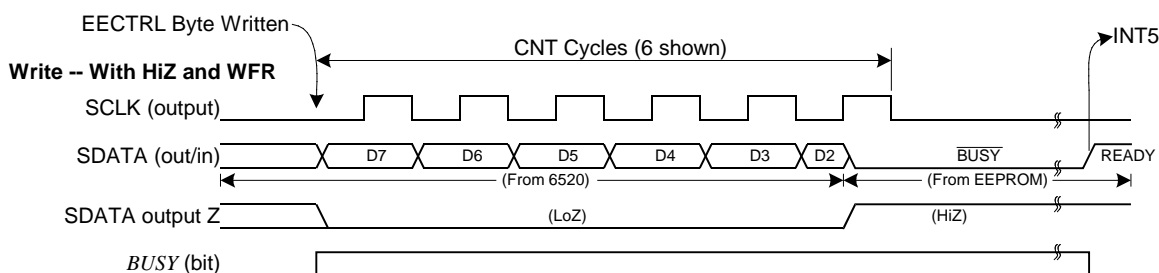 EECTRL Byte Written
INT5
CNT Cycles (6 shown)
Write -- With HiZ and WFR
SCLK (output)
SDATA (out/in) D7 D6 D5 D4 D3 D2 BUSY READY
(From 6520) (From EEPROM)
SDATA output Z (LoZ) (HiZ)
BUSY (bit)